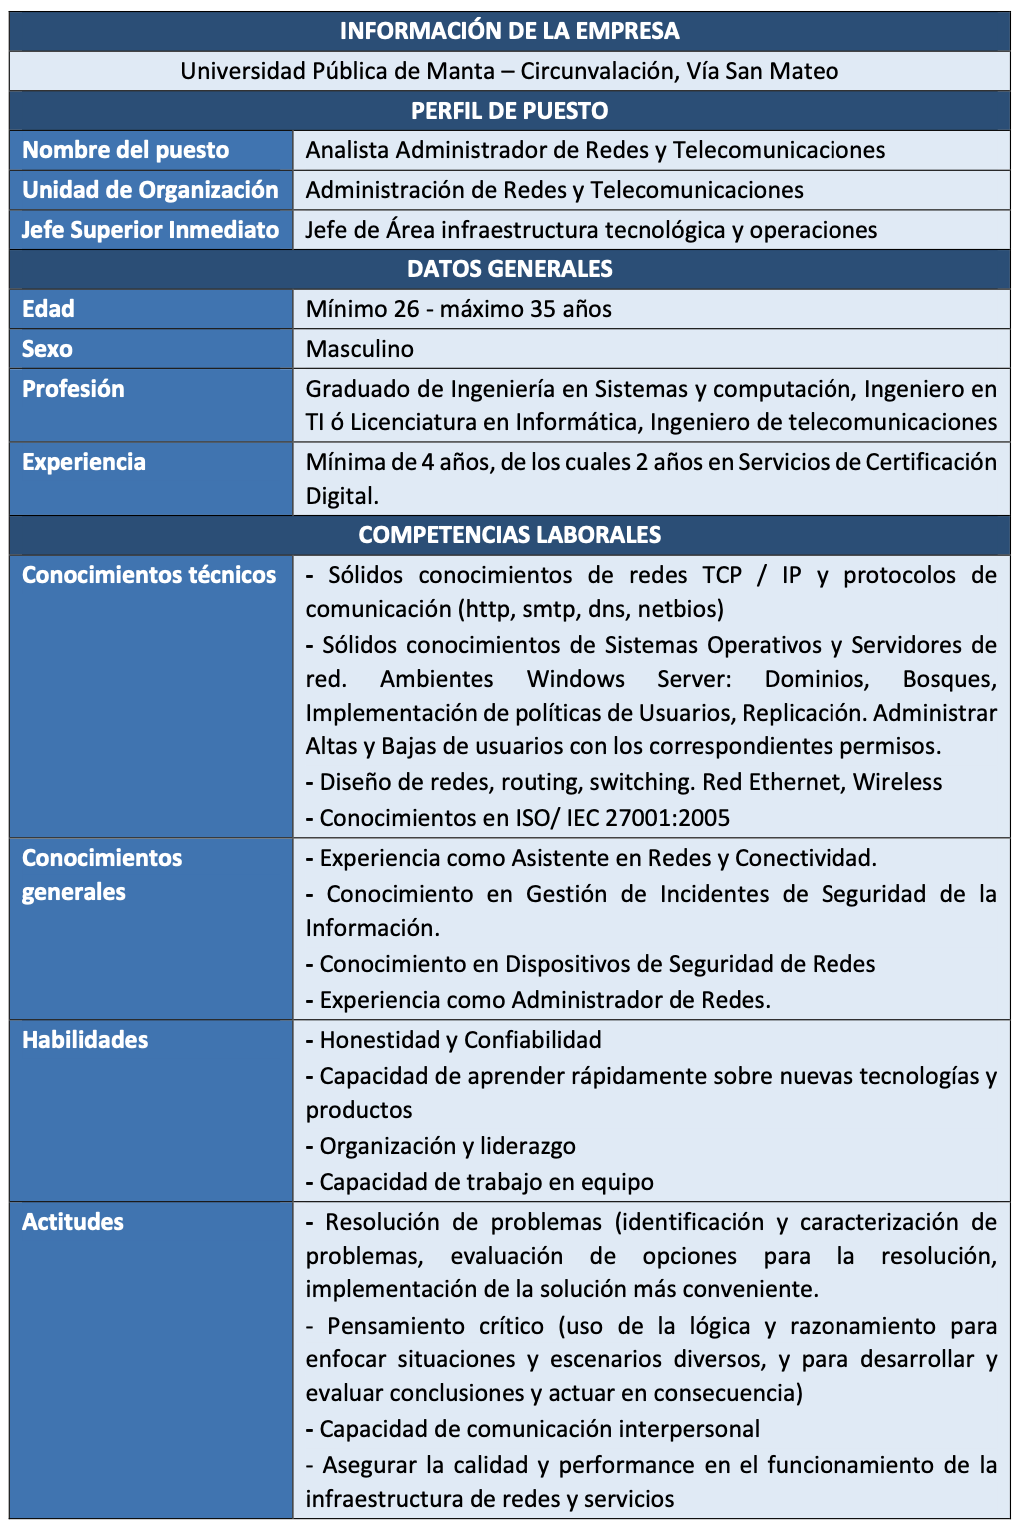 INFORMACIÓN DE LA EMPRESA
Universidad Pública de Manta – Circunvalación, Vía San Mateo
PERFIL DE PUESTO
Nombre del puesto
Analista Administrador de Redes y Telecomunicaciones
Unidad de Organización
Administración de Redes y Telecomunicaciones
Jefe Superior Inmediato
Jefe de Área infraestructura tecnológica y operaciones
DATOS GENERALES
Edad
Mínimo 26 - máximo 35 años
Sexo
Masculino
Profesión
Graduado de Ingeniería en Sistemas y computación, Ingeniero en
TI ó Licenciatura en Informática, Ingeniero de telecomunicaciones
Experiencia
Mínima de 4 años, de los cuales 2 años en Servicios de Certificación
Digital.
COMPETENCIAS LABORALES
Conocimientos técnicos
- Sólidos conocimientos de redes TCP / IP y protocolos de
comunicación (http, smtp, dns, netbios)
- Sólidos conocimientos de Sistemas Operativos y Servidores de
red. Ambientes Windows Server: Dominios, Bosques,
Implementación de políticas de Usuarios, Replicación. Administrar
Altas y Bajas de usuarios con los correspondientes permisos.
- Diseño de redes, routing, switching. Red Ethernet, Wireless
- Conocimientos en ISO/ IEC 27001:2005
Conocimientos
generales
- Experiencia como Asistente en Redes y Conectividad.
- Conocimiento en Gestión de Incidentes de Seguridad de la
Información.
- Conocimiento en Dispositivos de Seguridad de Redes
- Experiencia como Administrador de Redes.
Habilidades
- Honestidad y Confiabilidad
- Capacidad de aprender rápidamente sobre nuevas tecnologías y
productos
- Organización y liderazgo
- Capacidad de trabajo en equipo
Actitudes
- Resolución de problemas (identificación y caracterización de
problemas, evaluación de opciones para la resolución,
implementación de la solución más conveniente.
- Pensamiento crítico (uso de la lógica y razonamiento para
enfocar situaciones y escenarios diversos, y para desarrollar y
evaluar conclusiones y actuar en consecuencia)
- Capacidad de comunicación interpersonal
- Asegurar la calidad y performance en el funcionamiento de la
infraestructura de redes y servicios